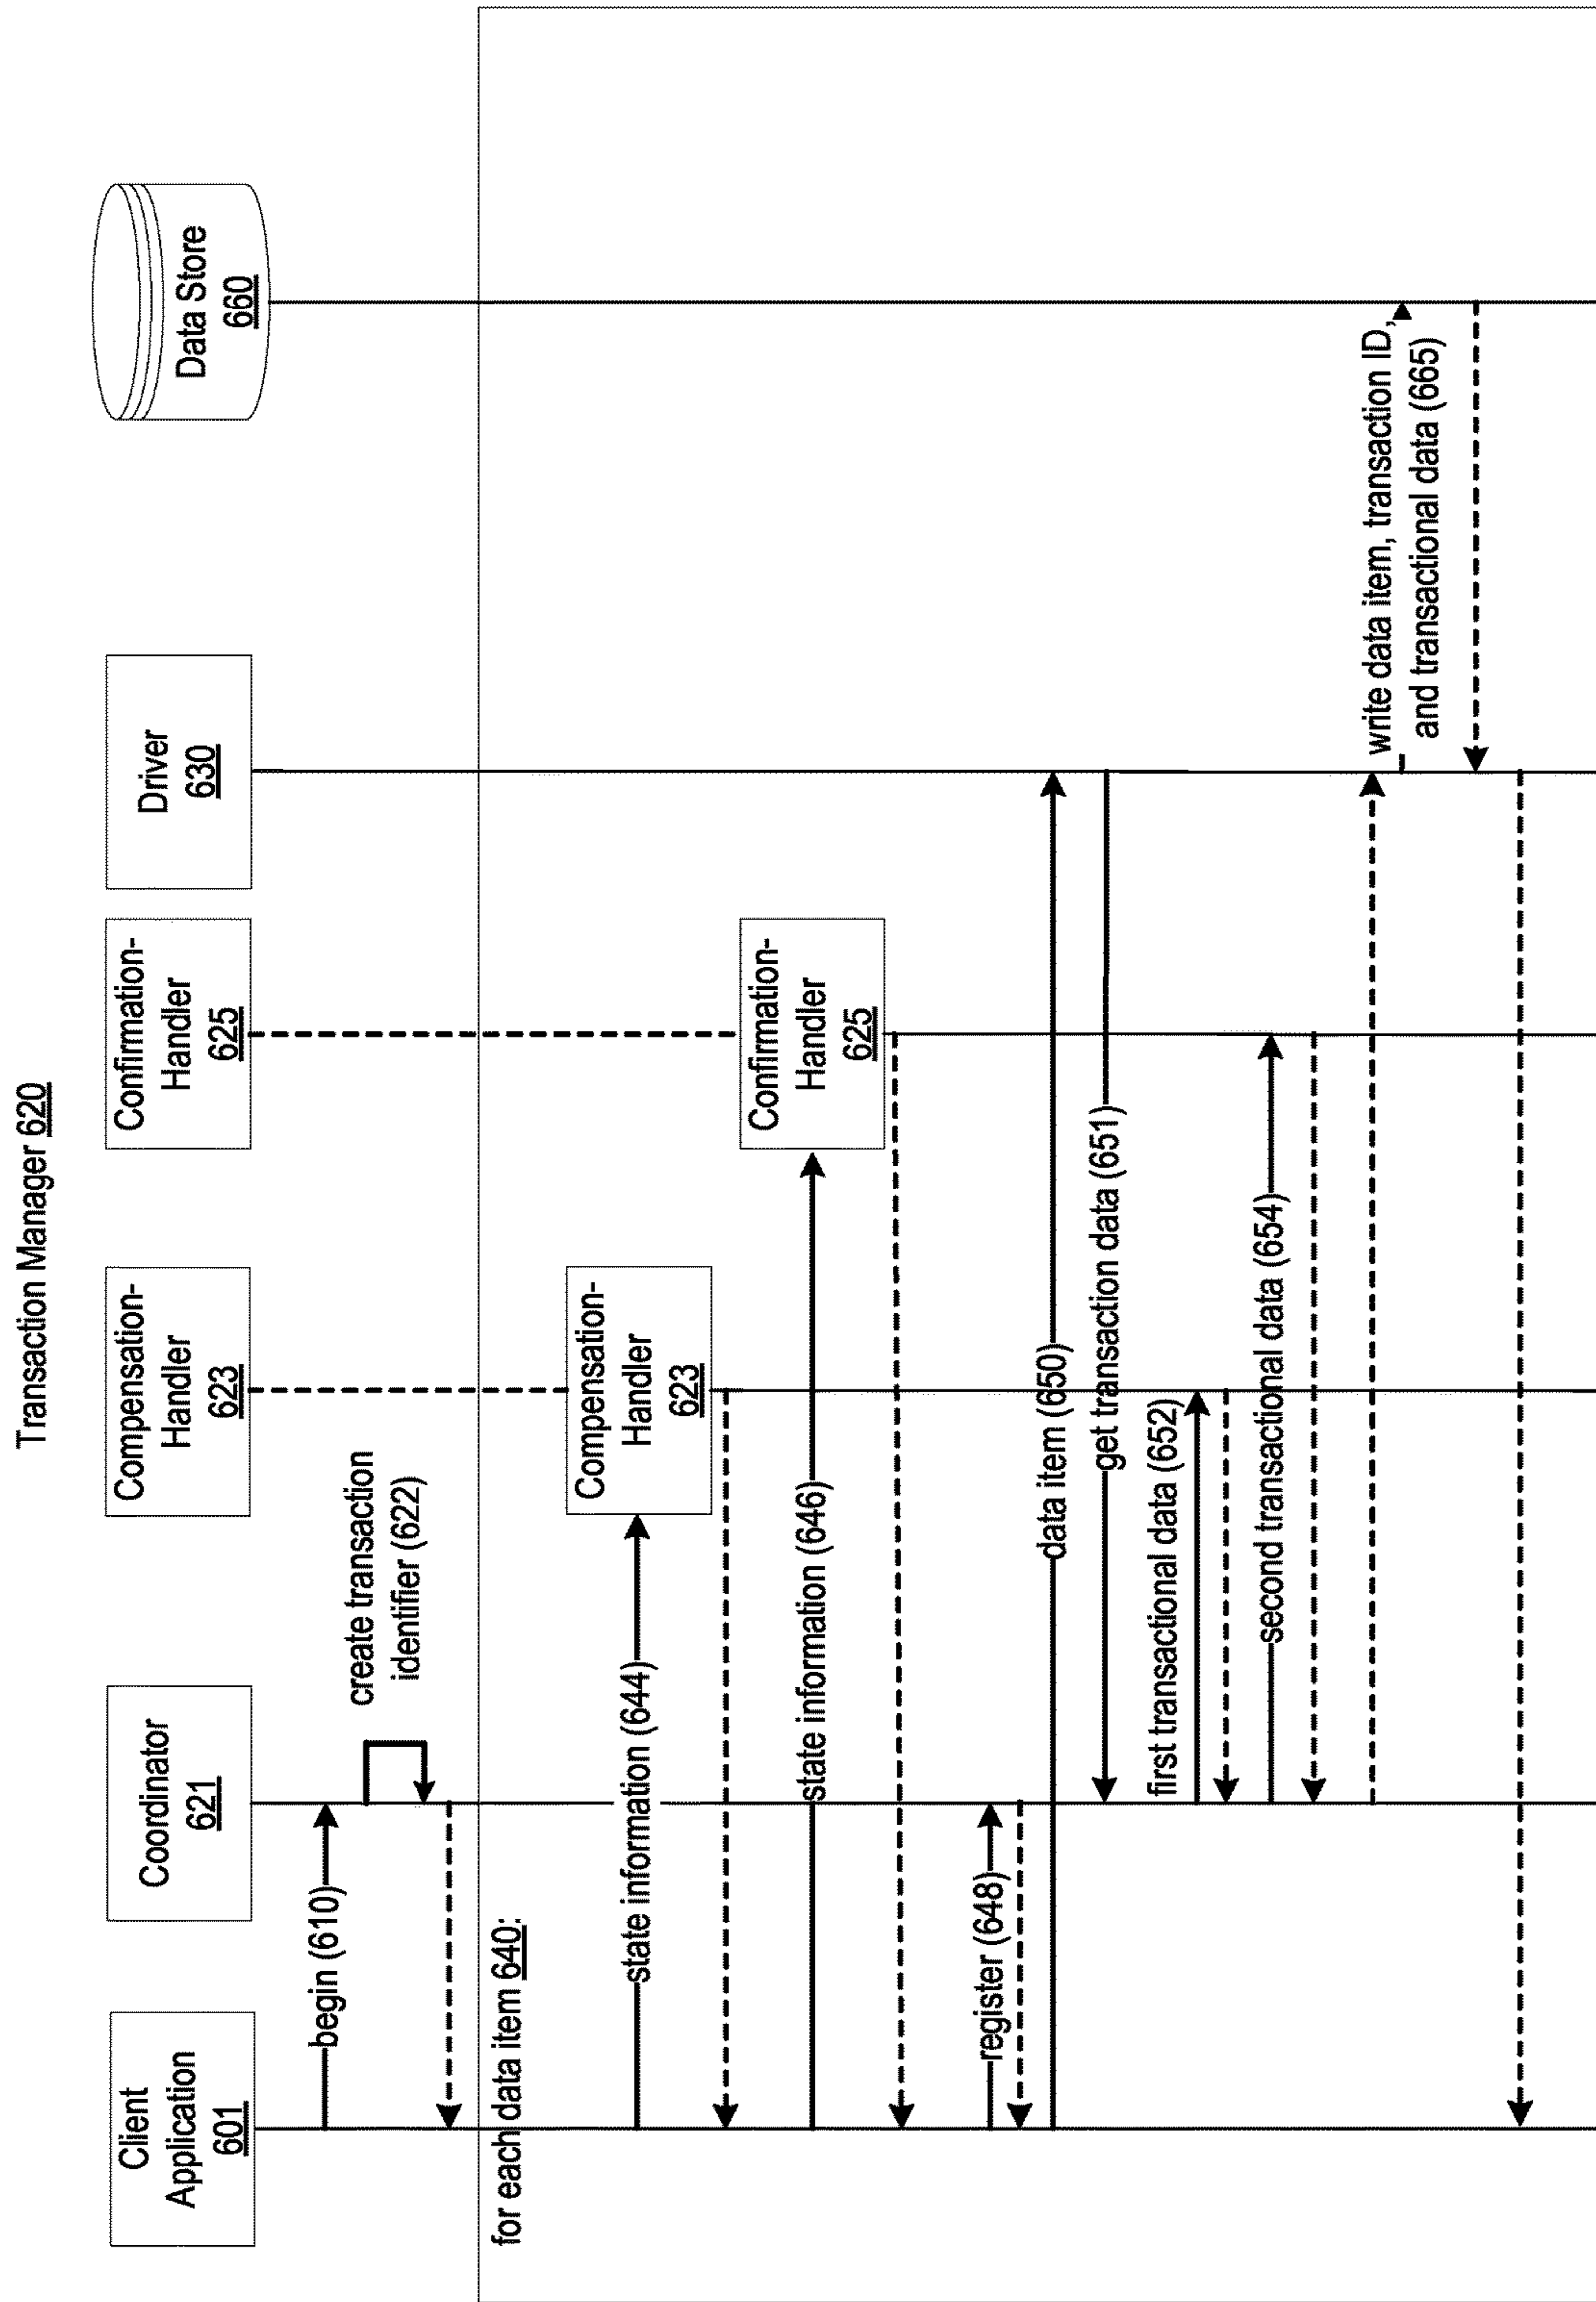 Transaction Manager 620
Client
Application
601
Coordinator
621
Compensation-
Handler
623
Confirmation-
Handler
625
Driver
630
Data Store
660
begin (610)
create transaction
identifier (622)
for each data item 640:
state information (644)
Compensation-
Handler
623
state information (646)
Confirmation-
Handler
625
register (648)
data item (650)
get transaction data (651)
first transactional data (652)
second transactional data (654)
write data item, transaction ID,
and transactional data (665)